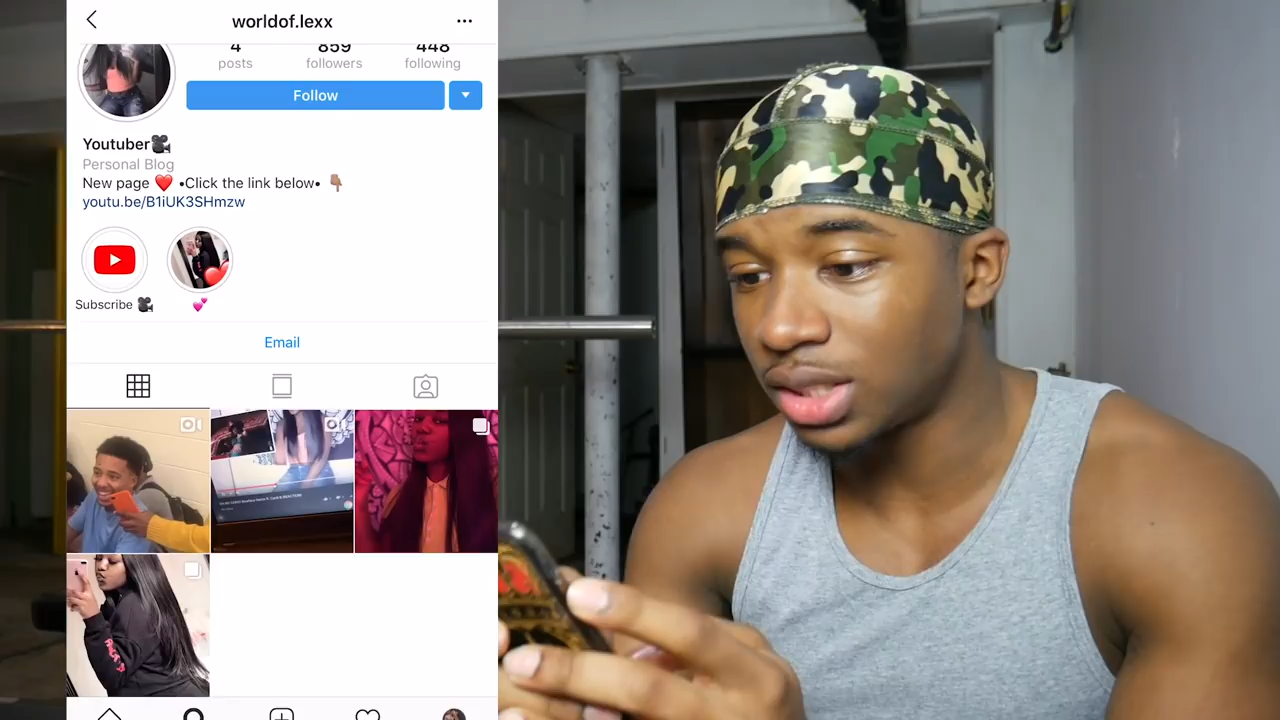 worldof.lexx
4 859 448
posts followers following
Follow
Youtuber🎥
Personal Blog
New page ❤️ •Click the link below• 👇🏽
youtu.be/B1iUK3SHmzw
Subscribe 🎥 💕
Email